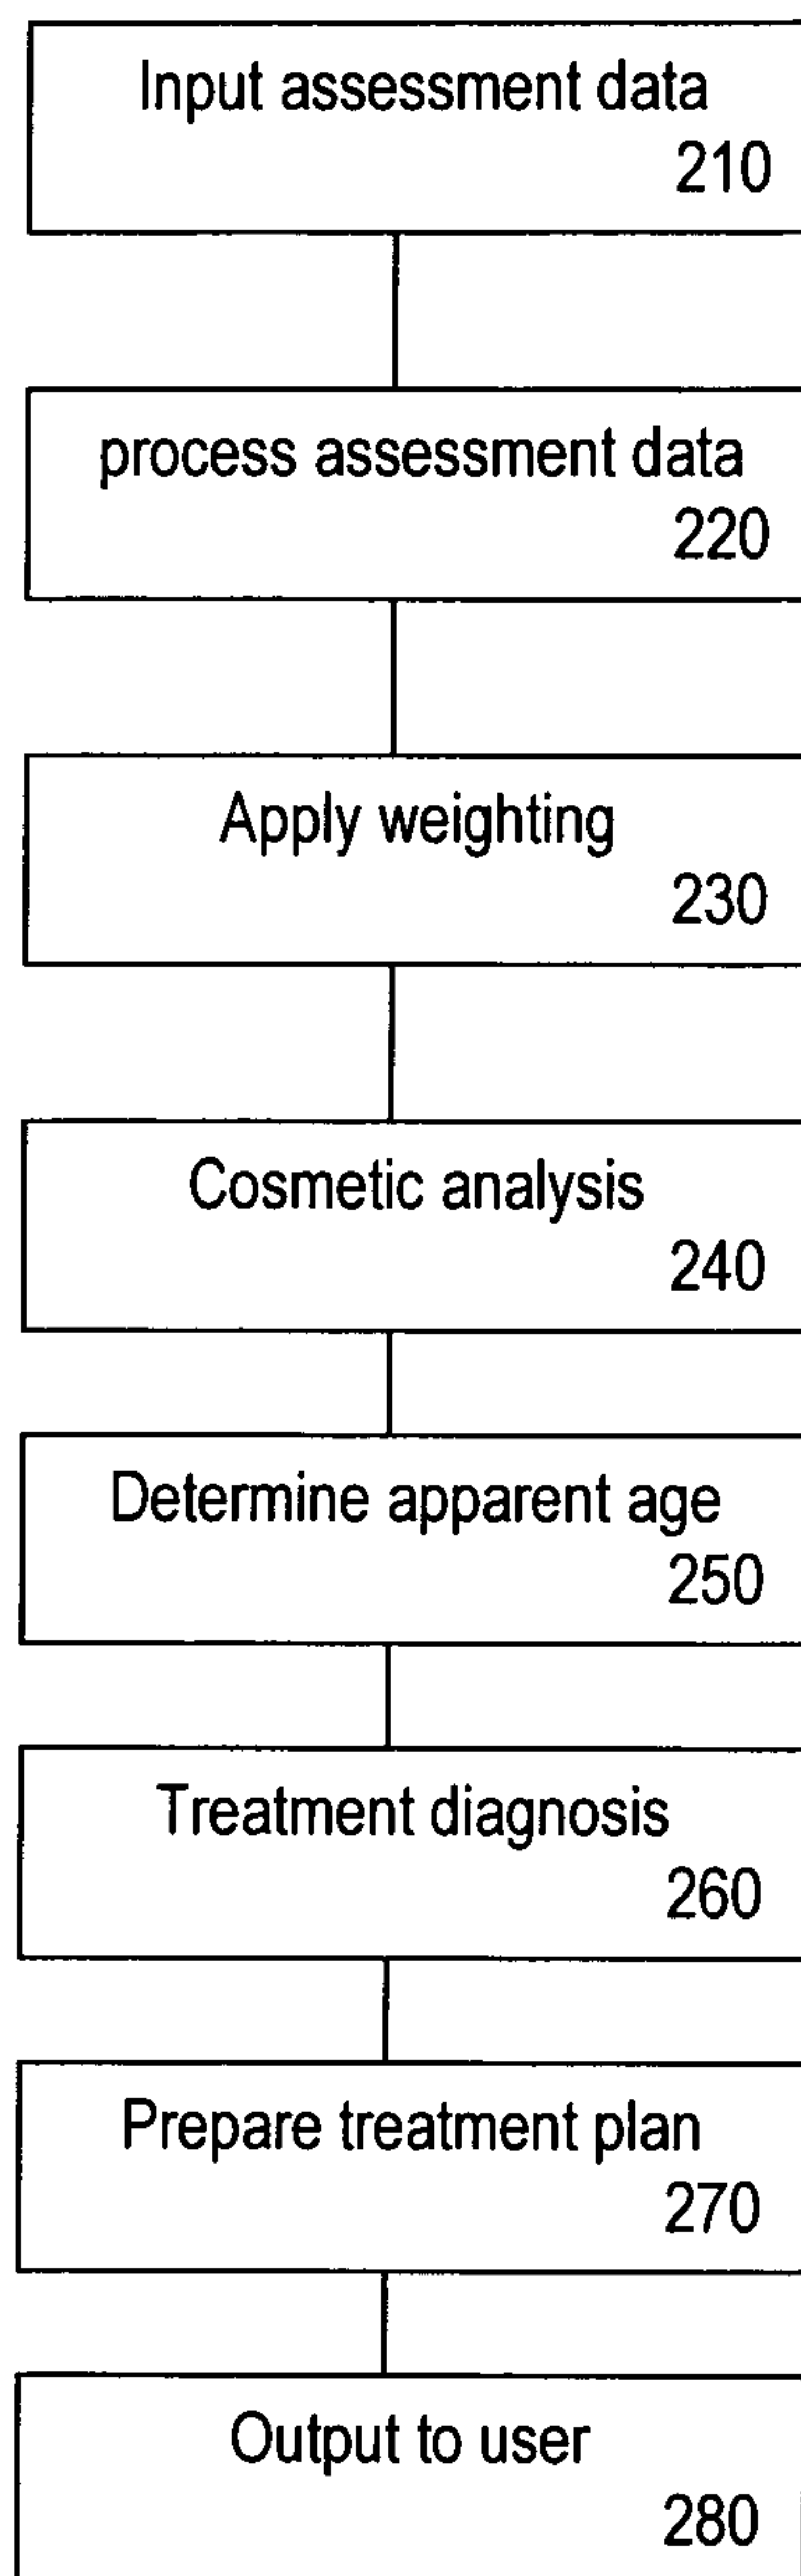 Input assessment data
210
process assessment data
220
Apply weighting
230
Cosmetic analysis
240
Determine apparent age
250
Treatment diagnosis
260
Prepare treatment plan
270
Output to user
280